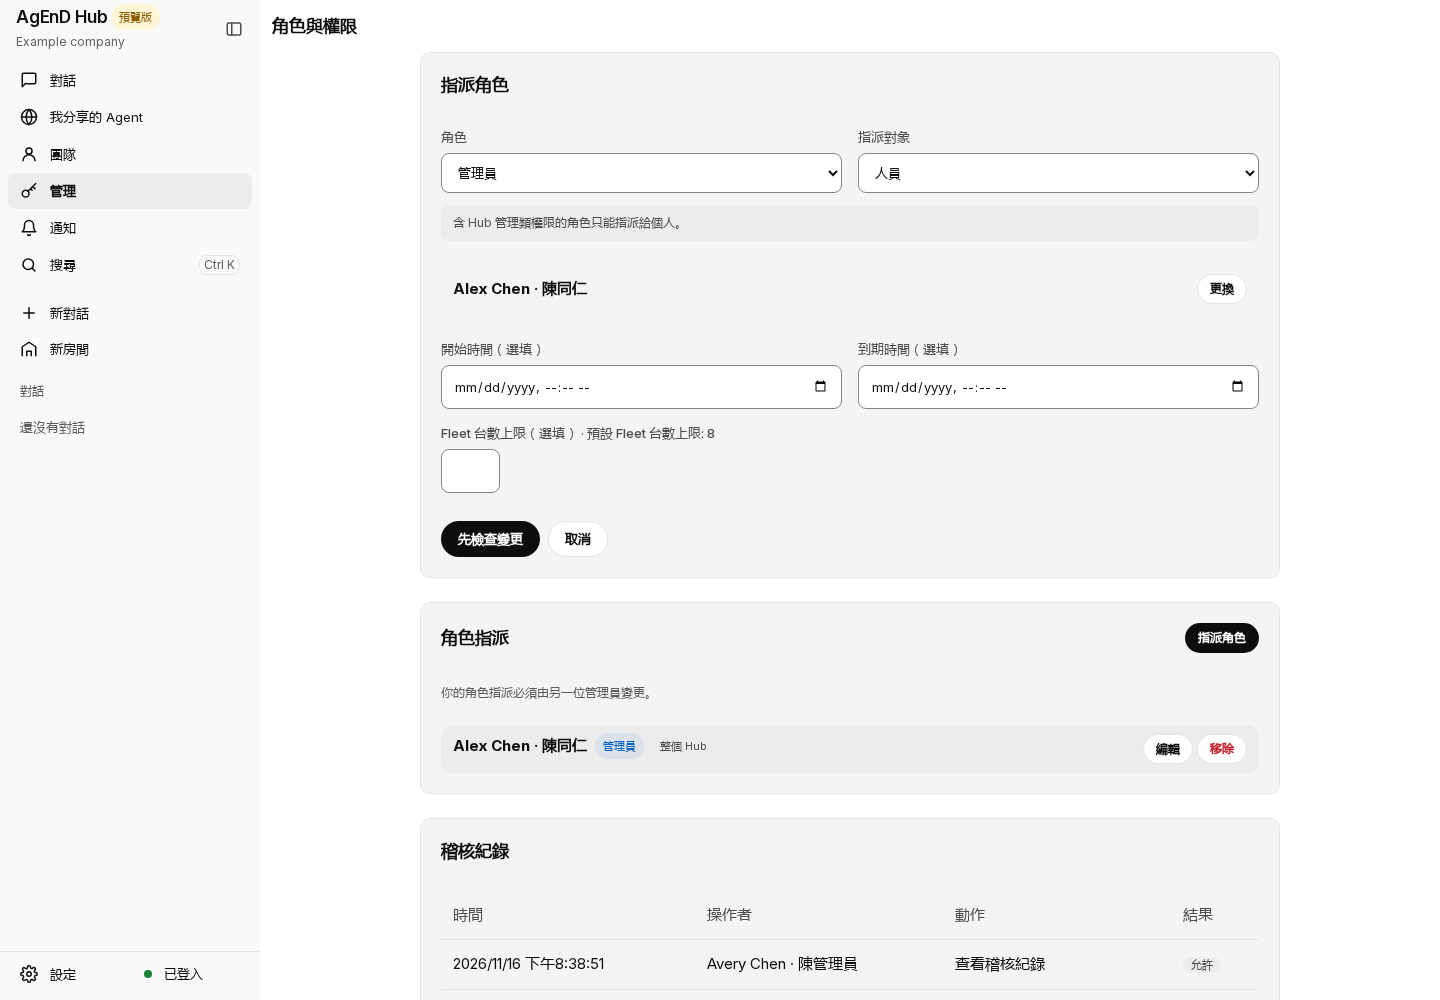 AgEnD Hub 預覽版
Example company
對話
我分享的 Agent
團隊
管理
通知
搜尋 Ctrl K
新對話
新房間
對話
還沒有對話
設定 已登入
角色與權限
指派角色
角色 指派對象
管理員 人員
含 Hub 管理類權限的角色只能指派給個人。
Alex Chen · 陳同仁 更換
開始時間（選填） 到期時間（選填）
mm/dd/yyyy, --:-- -- mm/dd/yyyy, --:-- --
Fleet 台數上限（選填） · 預設 Fleet 台數上限: 8
先檢查變更 取消
角色指派 指派角色
你的角色指派必須由另一位管理員變更。
Alex Chen · 陳同仁 管理員 整個 Hub 編輯 移除
稽核紀錄
時間 操作者 動作 結果
2026/11/16 下午8:38:51 Avery Chen · 陳管理員 查看稽核紀錄 允許